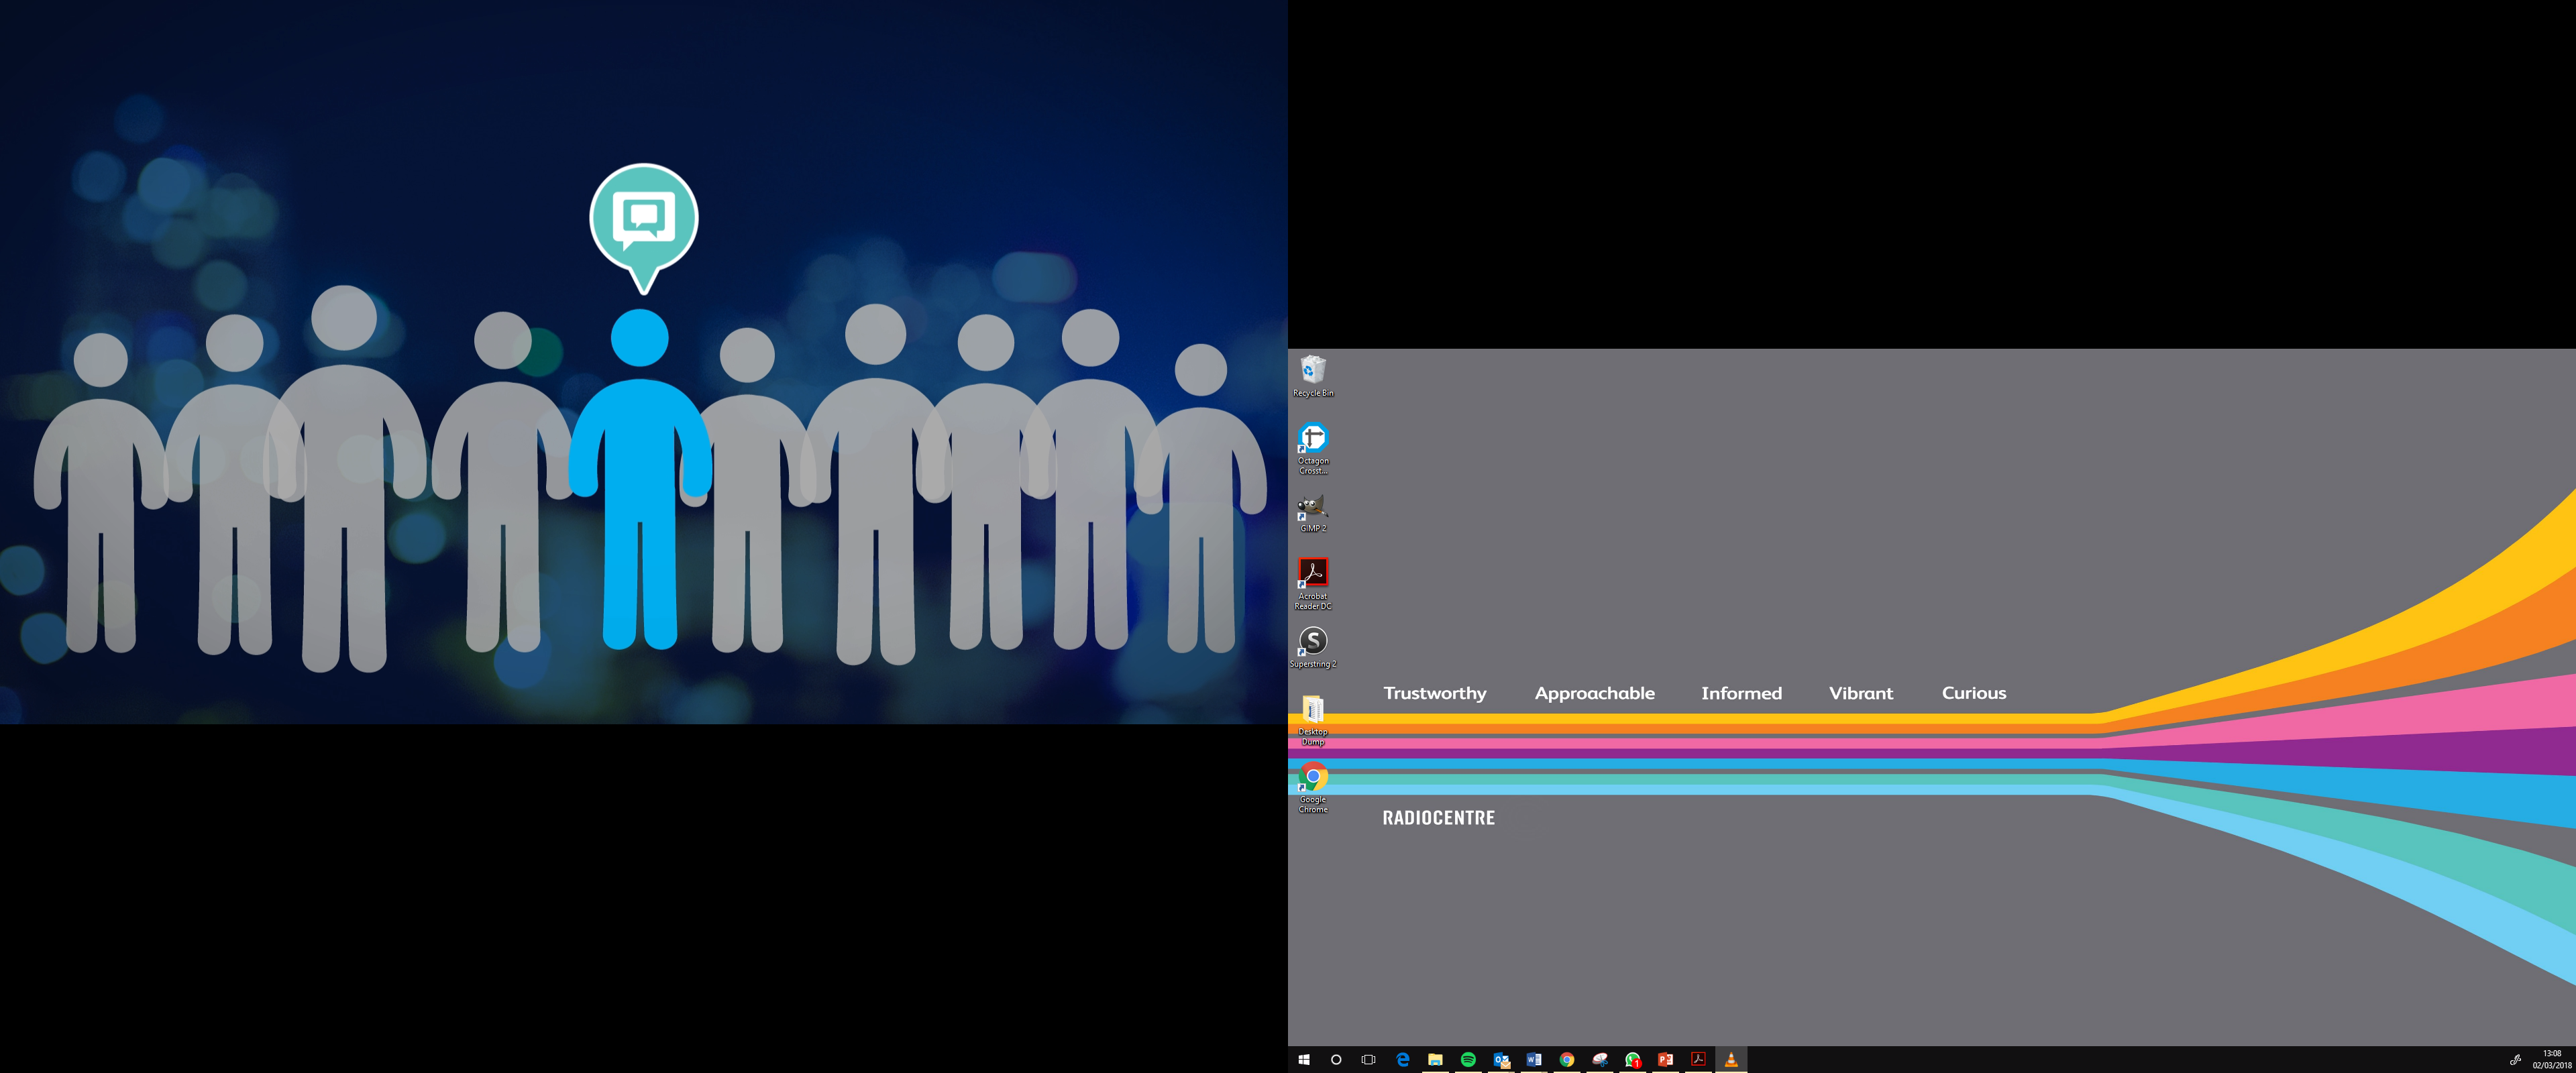 Recycle Bin
Octagon
Crosst...
GIMP 2
Acrobat
Reader DC
Superstring 2
Desktop
Dump
Google
Chrome
Trustworthy Approachable Informed Vibrant Curious
RADIOCENTRE
13:08
02/03/2018